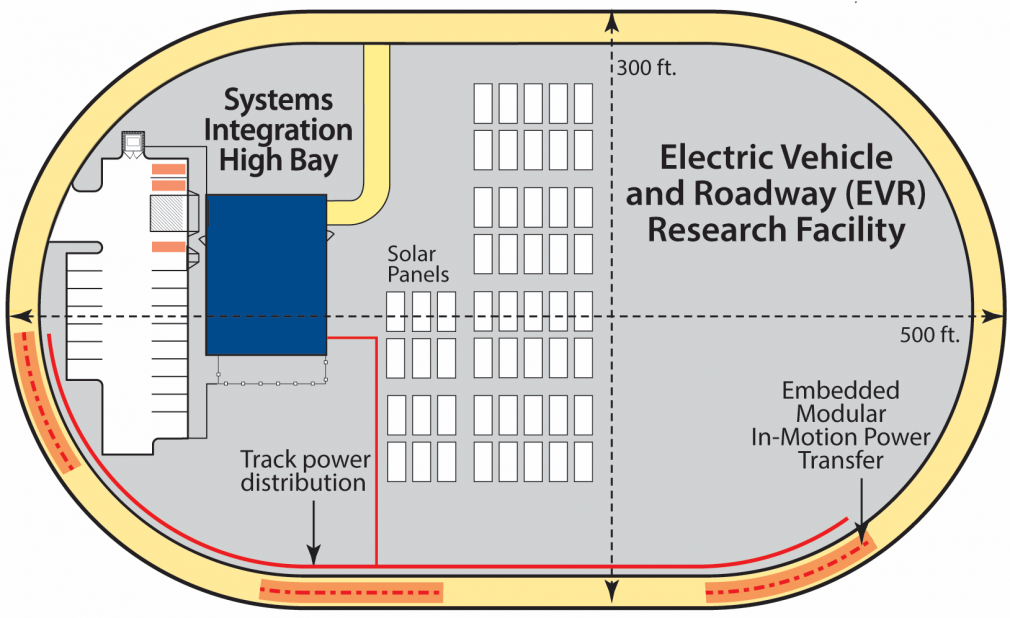 300 ft.
Systems
Integration
High Bay
Electric Vehicle
and Roadway (EVR)
Research Facility
Solar
Panels
500 ft.
Embedded
Modular
In-Motion Power
Transfer
Track power
distribution